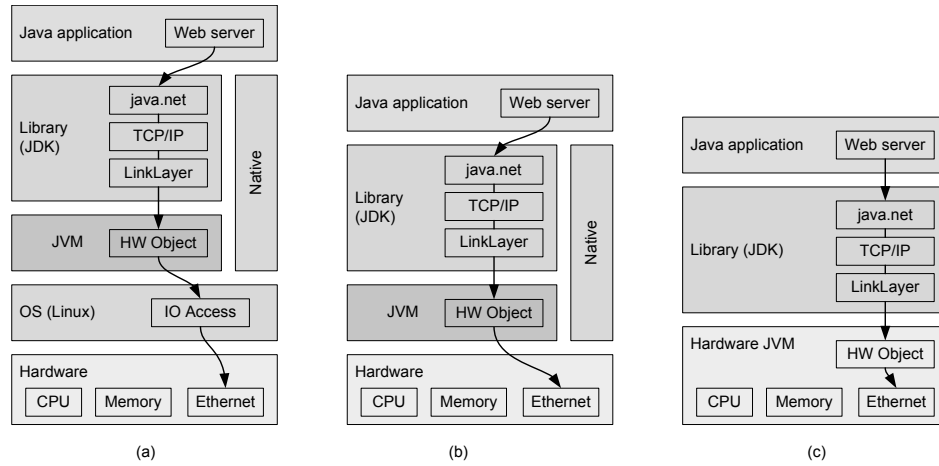 Java application
Web server
Library
(JDK)
java.net
TCP/IP
LinkLayer
Native
JVM
HW Object
OS (Linux)
IO Access
Hardware
CPU
Memory
Ethernet
(a)
Java application
Web server
Library
(JDK)
java.net
TCP/IP
LinkLayer
Native
JVM
HW Object
Hardware
CPU
Memory
Ethernet
(b)
Java application
Web server
Library (JDK)
java.net
TCP/IP
LinkLayer
Hardware JVM
HW Object
CPU
Memory
Ethernet
(c)